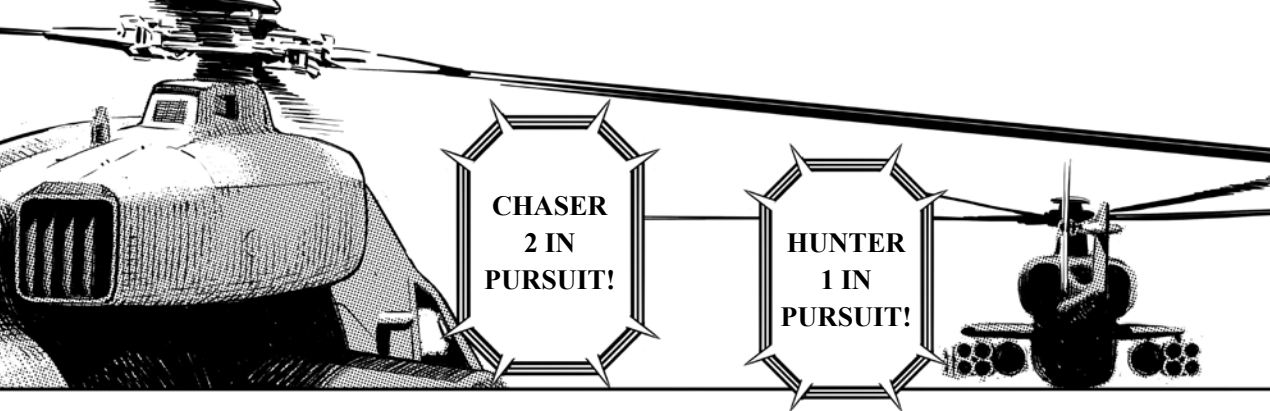 CHASER
2 IN
PURSUIT!
HUNTER
1 IN
PURSUIT!